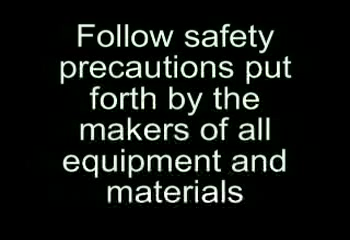 Follow safety
precautions put
forth by the
makers of all
equipment and
materials